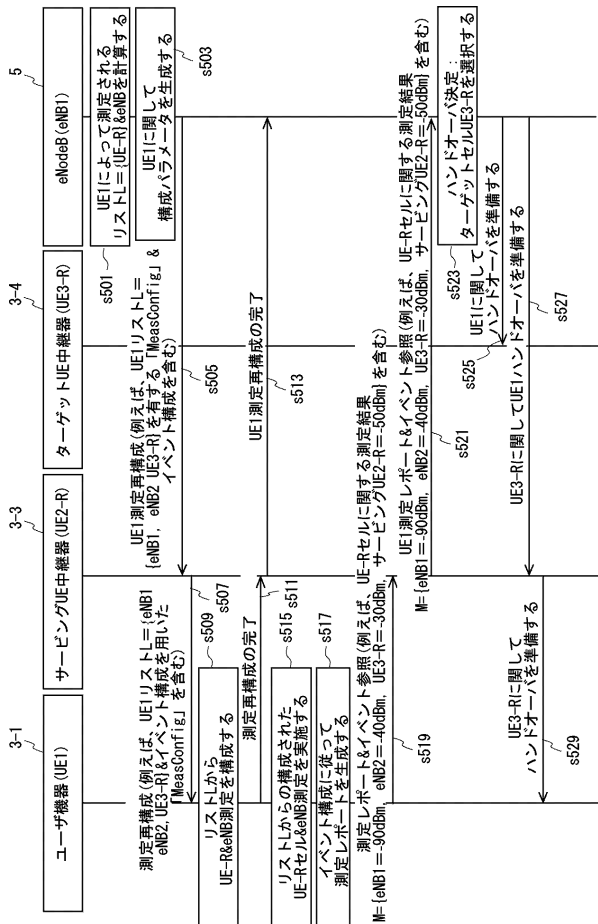 3-1
ユーザ機器(UE1)
3-3
サービングUE中継器(UE2-R)
3-4
ターゲットUE中継器(UE3-R)
5
eNodeB(eNB1)
UE1によって測定される
リストL={UE-R}&eNBを計算する
s501
UE1に関して
構成パラメータを生成する
s503
UE1測定再構成(例えば、UE1リストL=
{eNB1, eNB2 UE3-R}を有する「MeasConfig」&
イベント構成を含む)
s505
測定再構成(例えば、UE1リストL={eNB1
eNB2,UE3-R}&イベント構成を用いた
「MeasConfig」を含む)
s507
リストLから
UE-R&eNB測定を構成する
s509
測定再構成の完了
s511
UE1測定再構成の完了
s513
リストLからの構成された
UE-Rセル&eNB測定を実施する
s515
イベント構成に従って
測定レポートを生成する
s517
測定レポート&イベント参照(例えば、UE-Rセルに関する測定結果
M={eNB1=-90dBm, eNB2=-40dBm, UE3-R=-30dBm, サービングUE2-R=-50dBm}を含む)
s519
UE1測定レポート&イベント参照(例えば、UE-Rセルに関する測定結果
M={eNB1=-90dBm, eNB2=-40dBm, UE3-R=-30dBm, サービングUE2-R=-50dBm}を含む)
s521
ハンドオーバ決定:
ターゲットセルUE3-Rを選択する
s523
UE1に関して
ハンドオーバを準備する
s525
UE3-Rに関してUE1ハンドオーバを準備する
s527
UE3-Rに関して
ハンドオーバを準備する
s529